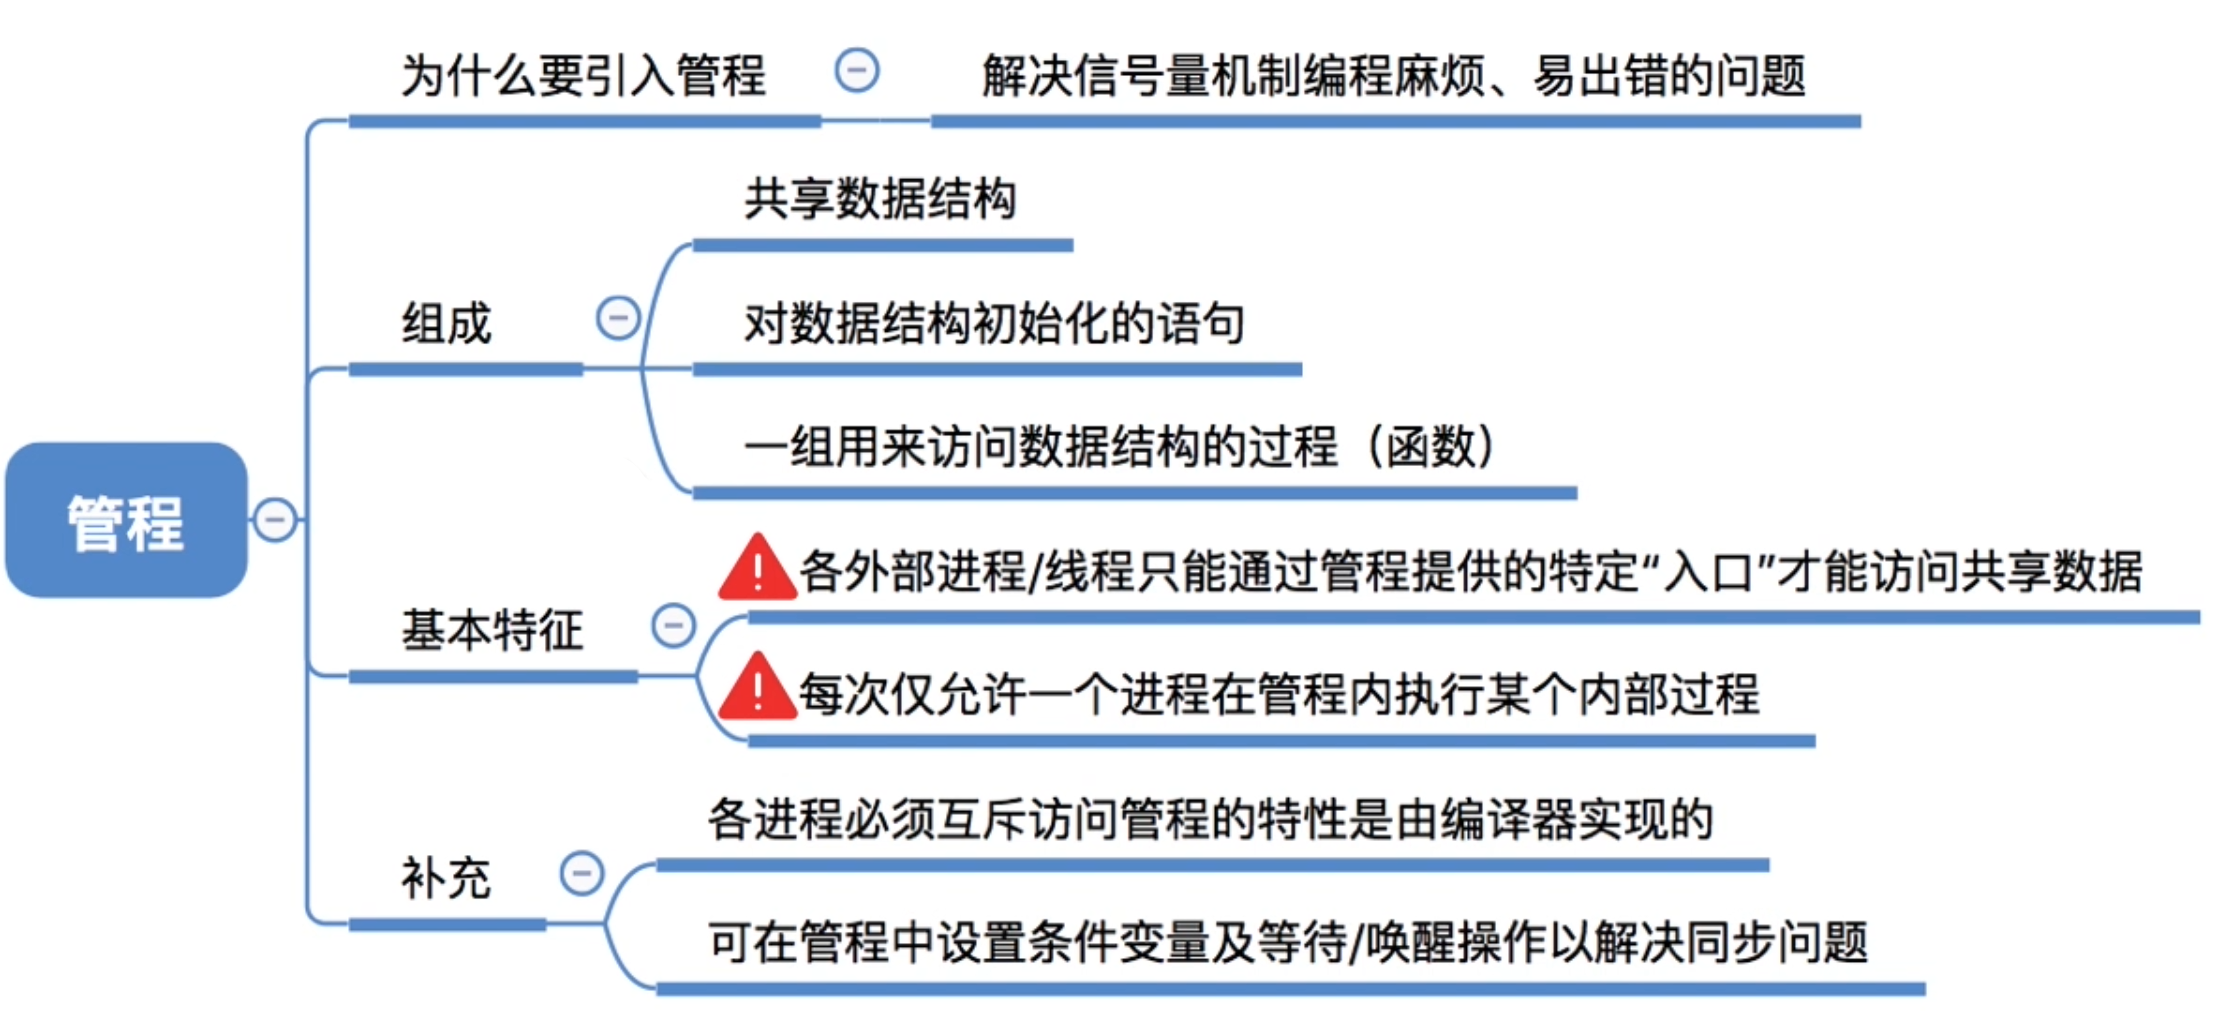 为什么要引入管程
解决信号量机制编程麻烦、易出错的问题
共享数据结构
组成
对数据结构初始化的语句
一组用来访问数据结构的过程（函数）
管程
基本特征
各外部进程/线程只能通过管程提供的特定“入口”才能访问共享数据
每次仅允许一个进程在管程内执行某个内部过程
补充
各进程必须互斥访问管程的特性是由编译器实现的
可在管程中设置条件变量及等待/唤醒操作以解决同步问题